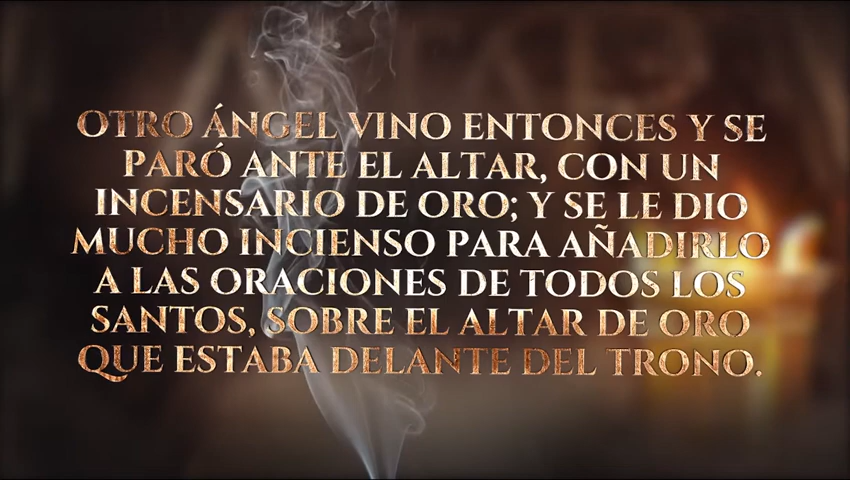 OTRO ÁNGEL VINO ENTONCES Y SE
PARÓ ANTE EL ALTAR, CON UN
INCENSARIO DE ORO; Y SE LE DIO
MUCHO INCIENSO PARA AÑADIRLO
A LAS ORACIONES DE TODOS LOS
SANTOS, SOBRE EL ALTAR DE ORO
QUE ESTABA DELANTE DEL TRONO.